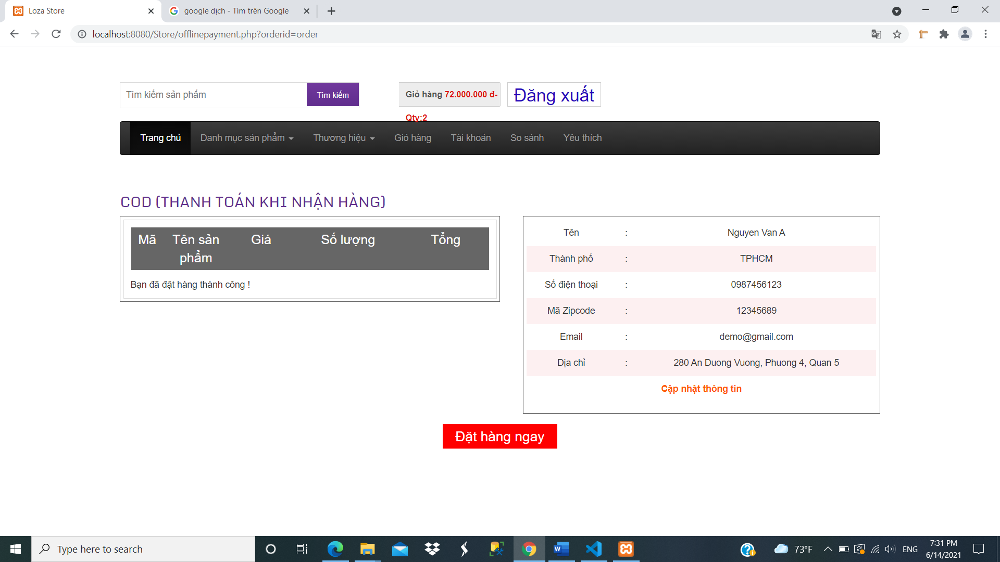 Loza Store
google dịch - Tìm trên Google
localhost:8080/Store/offlinepayment.php?orderid=order
Tìm kiếm sản phẩm
Tìm kiếm
Giỏ hàng 72.000.000 đ-
Qty:2
Đăng xuất
Trang chủ
Danh mục sản phẩm
Thương hiệu
Giỏ hàng
Tài khoản
So sánh
Yêu thích
COD (THANH TOÁN KHI NHẬN HÀNG)
Mã
Tên sản
phẩm
Giá
Số lượng
Tổng
Bạn đã đặt hàng thành công !
Tên : Nguyen Van A
Thành phố : TPHCM
Số điện thoại : 0987456123
Mã Zipcode : 12345689
Email : demo@gmail.com
Dịa chỉ : 280 An Duong Vuong, Phuong 4, Quan 5
Cập nhật thông tin
Đặt hàng ngay
Type here to search
73°F
ENG
7:31 PM
6/14/2021